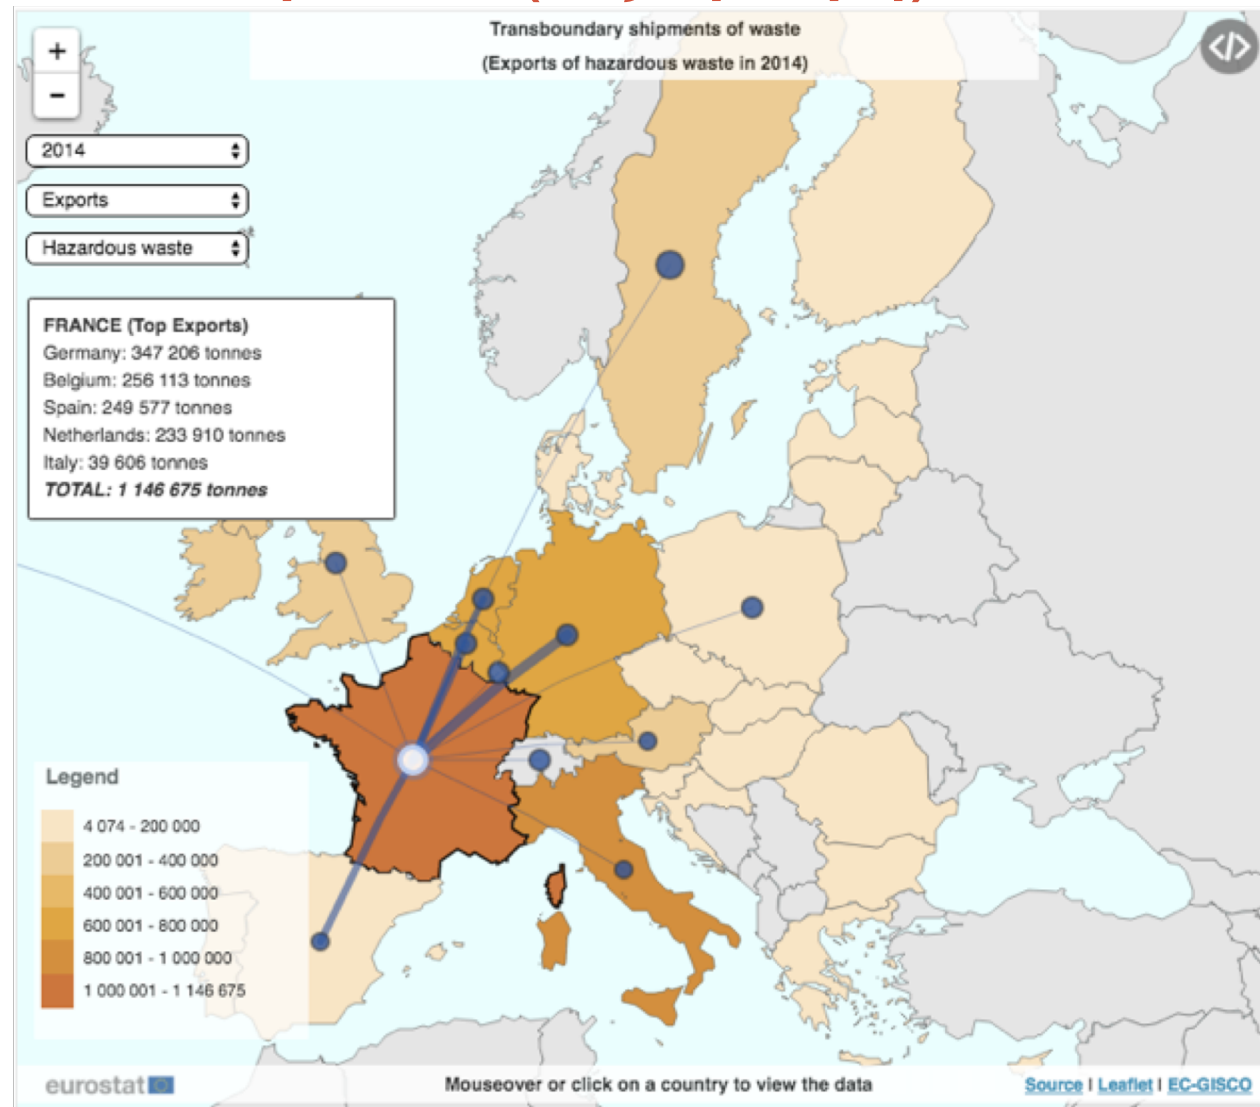 Transboundary shipments of waste
(Exports of hazardous waste in 2014)
</>
+
−
2014
Exports
Hazardous waste
FRANCE (Top Exports)
Germany: 347 206 tonnes
Belgium: 256 113 tonnes
Spain: 249 577 tonnes
Netherlands: 233 910 tonnes
Italy: 39 606 tonnes
TOTAL: 1 146 675 tonnes
Legend
4 074 - 200 000
200 001 - 400 000
400 001 - 600 000
600 001 - 800 000
800 001 - 1 000 000
1 000 001 - 1 146 675
eurostat
Mouseover or click on a country to view the data
Source | Leaflet | EC-GISCO